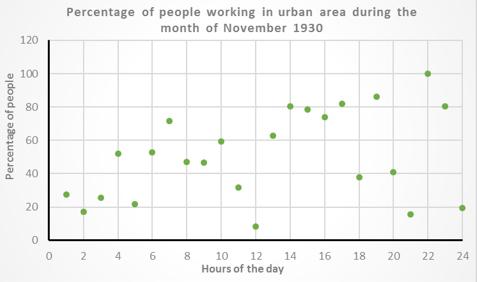 Percentage of people working in urban area during the
month of November 1930
Percentage of people
120
100
80
60
40
20
0
0 2 4 6 8 10 12 14 16 18 20 22 24
Hours of the day